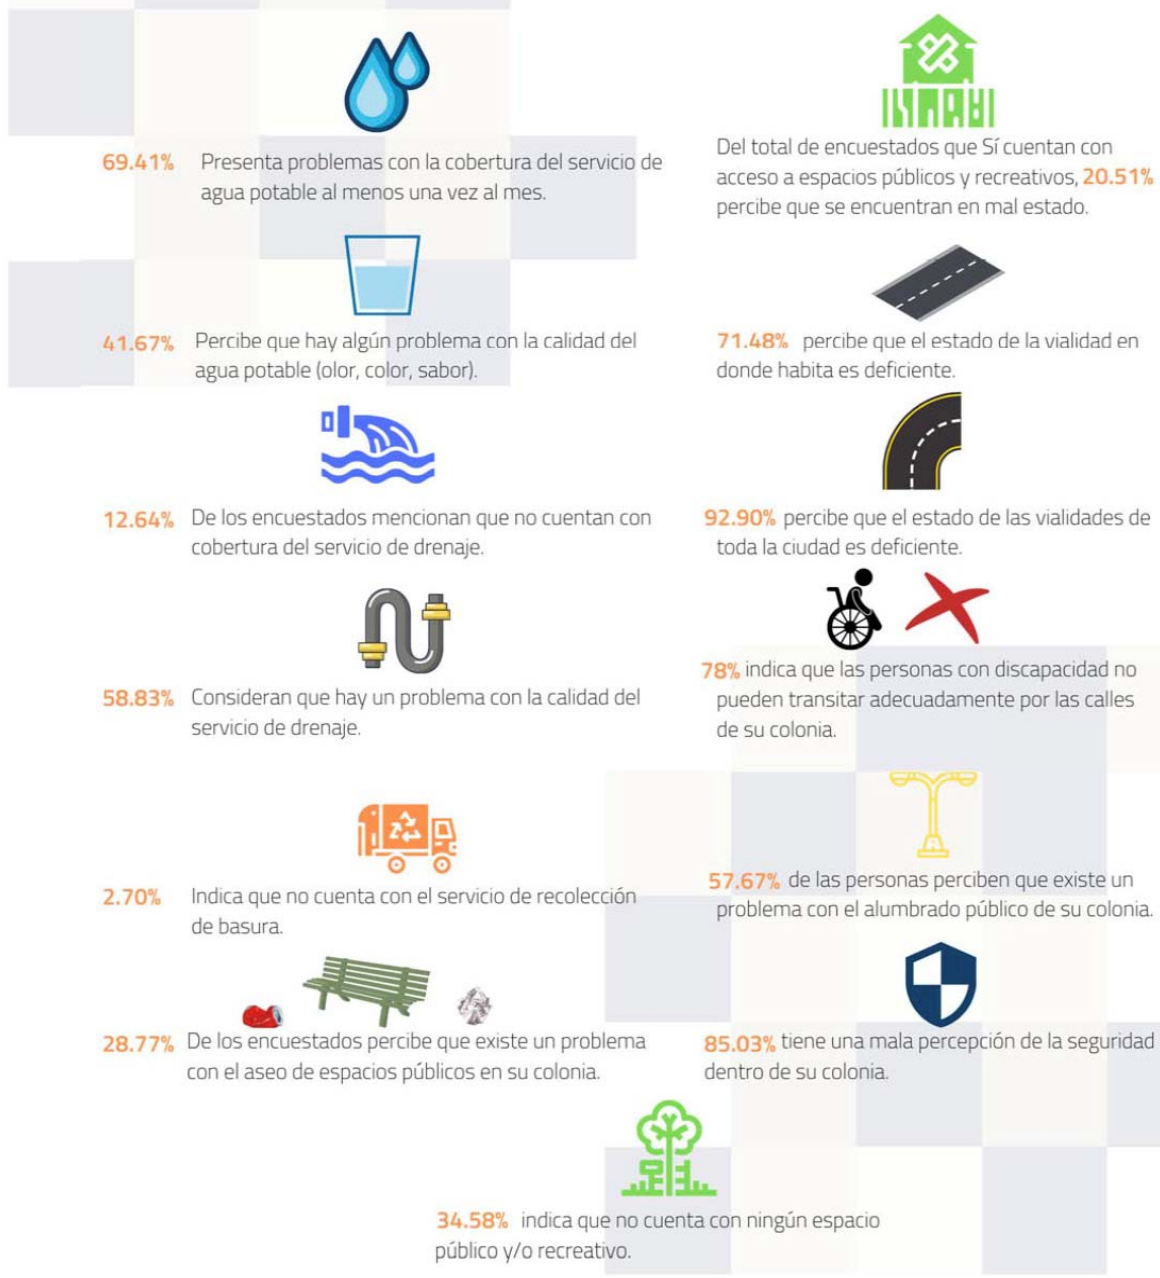 69.41% Presenta problemas con la cobertura del servicio de
agua potable al menos una vez al mes.
41.67% Percibe que hay algún problema con la calidad del
agua potable (olor, color, sabor).
12.64% De los encuestados mencionan que no cuentan con
cobertura del servicio de drenaje.
58.83% Consideran que hay un problema con la calidad del
servicio de drenaje.
2.70% Indica que no cuenta con el servicio de recolección
de basura.
28.77% De los encuestados percibe que existe un problema
con el aseo de espacios públicos en su colonia.
Del total de encuestados que Sí cuentan con
acceso a espacios públicos y recreativos, 20.51%
percibe que se encuentran en mal estado.
71.48% percibe que el estado de la vialidad en
donde habita es deficiente.
92.90% percibe que el estado de las vialidades de
toda la ciudad es deficiente.
78% indica que las personas con discapacidad no
pueden transitar adecuadamente por las calles
de su colonia.
57.67% de las personas perciben que existe un
problema con el alumbrado público de su colonia.
85.03% tiene una mala percepción de la seguridad
dentro de su colonia.
34.58% indica que no cuenta con ningún espacio
público y/o recreativo.